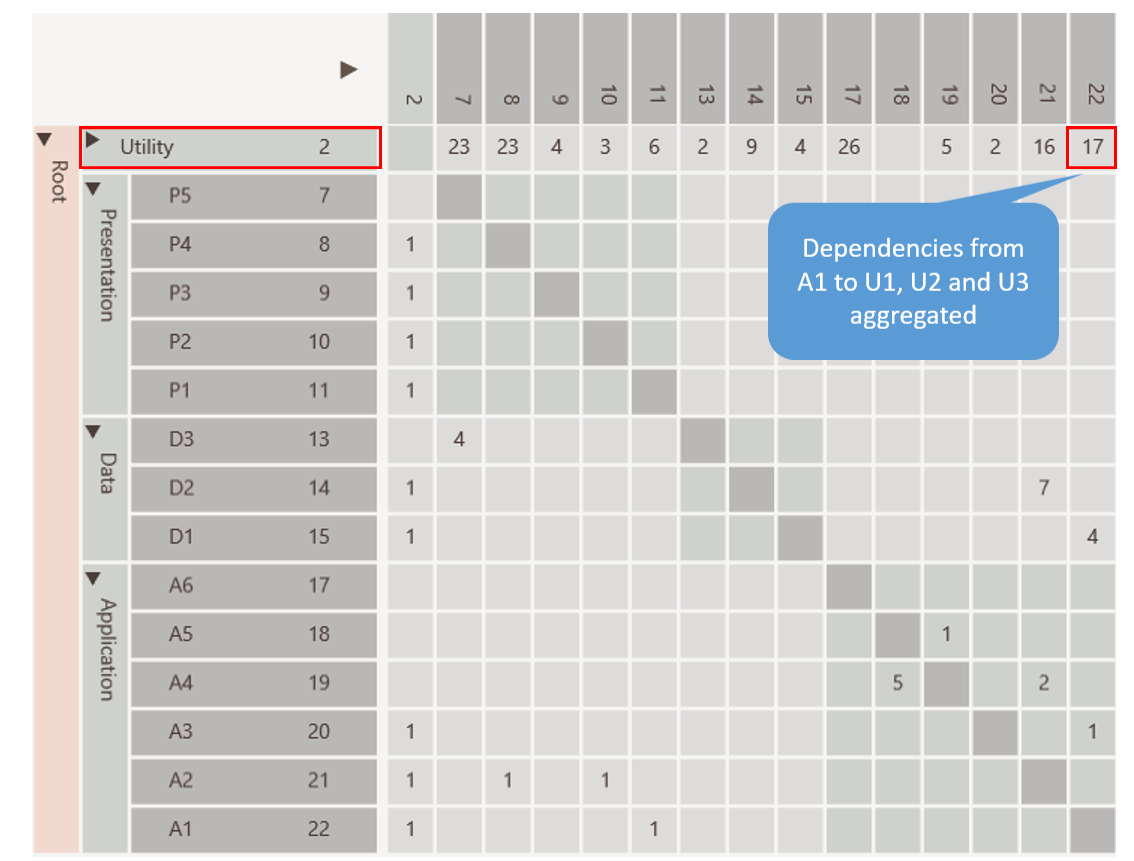 2 7 8 9 10 11 13 14 15 17 18 19 20 21 22
Root
Utility 2 23 23 4 3 6 2 9 4 26 5 2 16 17
Presentation
P5 7
P4 8 1
P3 9 1
P2 10 1
P1 11 1
Dependencies from
A1 to U1, U2 and U3
aggregated
Data
D3 13 4
D2 14 1 7
D1 15 1 4
Application
A6 17
A5 18 1
A4 19 5 2
A3 20 1 1
A2 21 1 1 1
A1 22 1 1